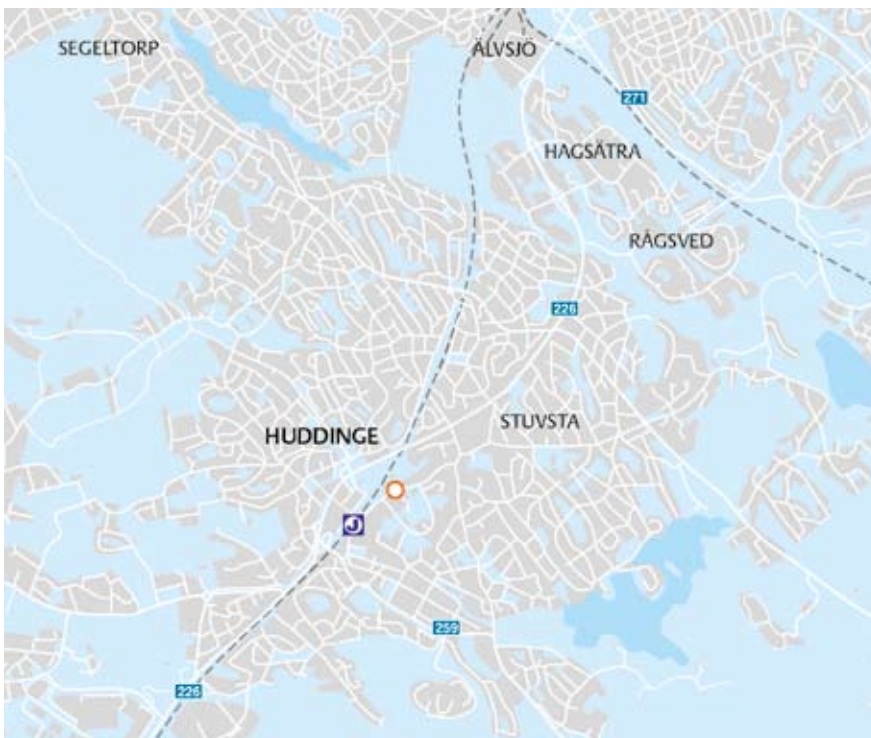 SEGELTORP
ÄLVSJÖ
271
HAGSÄTRA
RÅGSVED
226
STUVSTA
HUDDINGE
J
259
226